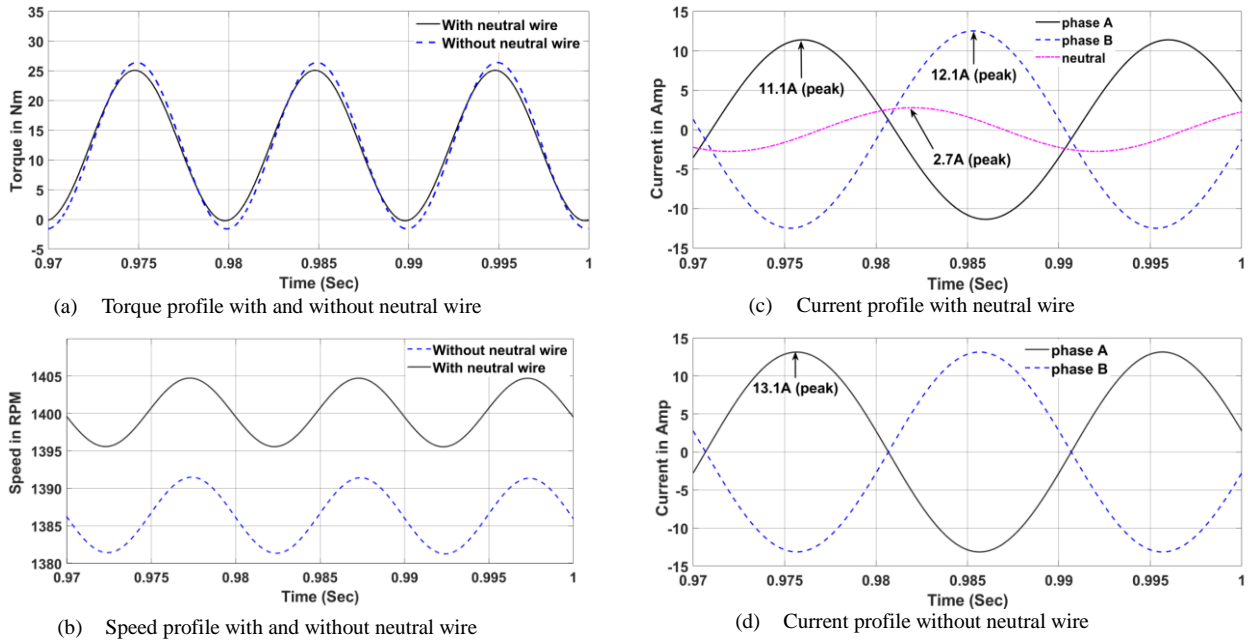 35
30
25
20
15
10
5
0
-5
Torque in Nm
With neutral wire
Without neutral wire
0.97 0.975 0.98 0.985 0.99 0.995 1
Time (Sec)
(a) Torque profile with and without neutral wire
15
10
5
0
-5
-10
-15
Current in Amp
phase A
phase B
neutral
11.1A (peak)
12.1A (peak)
2.7A (peak)
0.97 0.975 0.98 0.985 0.99 0.995 1
Time (Sec)
(c) Current profile with neutral wire
1405
1400
1395
1390
1385
1380
Speed in RPM
Without neutral wire
With neutral wire
0.97 0.975 0.98 0.985 0.99 0.995 1
Time (Sec)
(b) Speed profile with and without neutral wire
15
10
5
0
-5
-10
-15
Current in Amp
phase A
phase B
13.1A (peak)
0.97 0.975 0.98 0.985 0.99 0.995 1
Time (Sec)
(d) Current profile without neutral wire